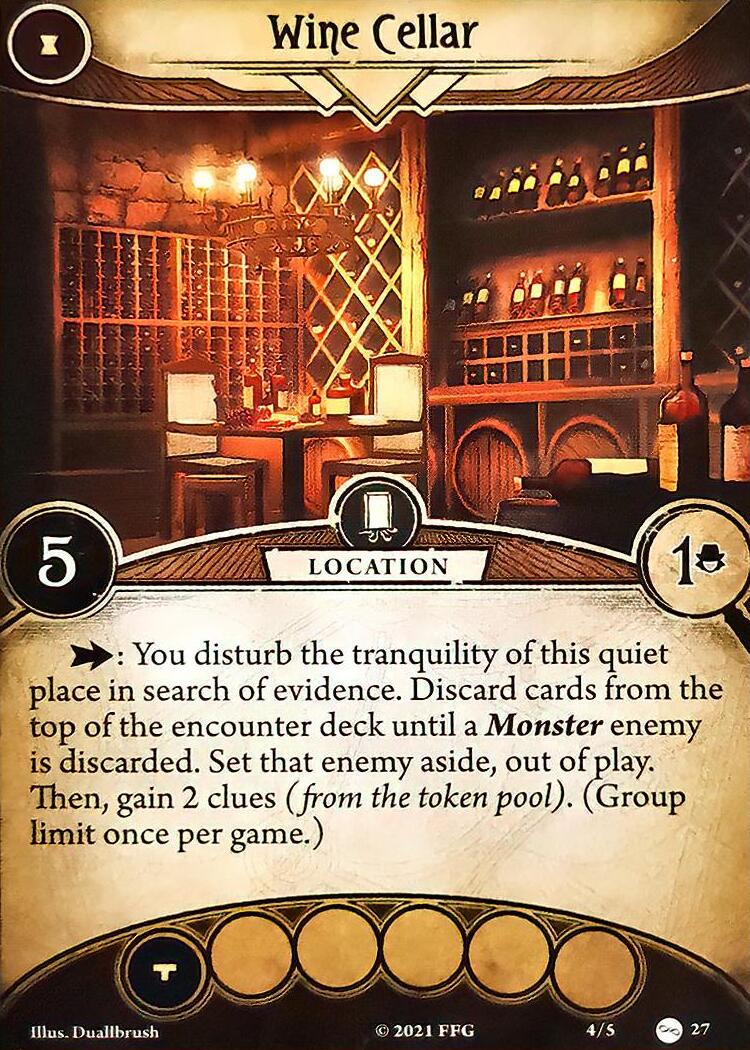 Wine Cellar
5
1
LOCATION
: You disturb the tranquility of this quiet
place in search of evidence. Discard cards from the
top of the encounter deck until a Monster enemy
is discarded. Set that enemy aside, out of play.
Then, gain 2 clues (from the token pool). (Group
limit once per game.)
Illus. Duallbrush © 2021 FFG 4/5 27